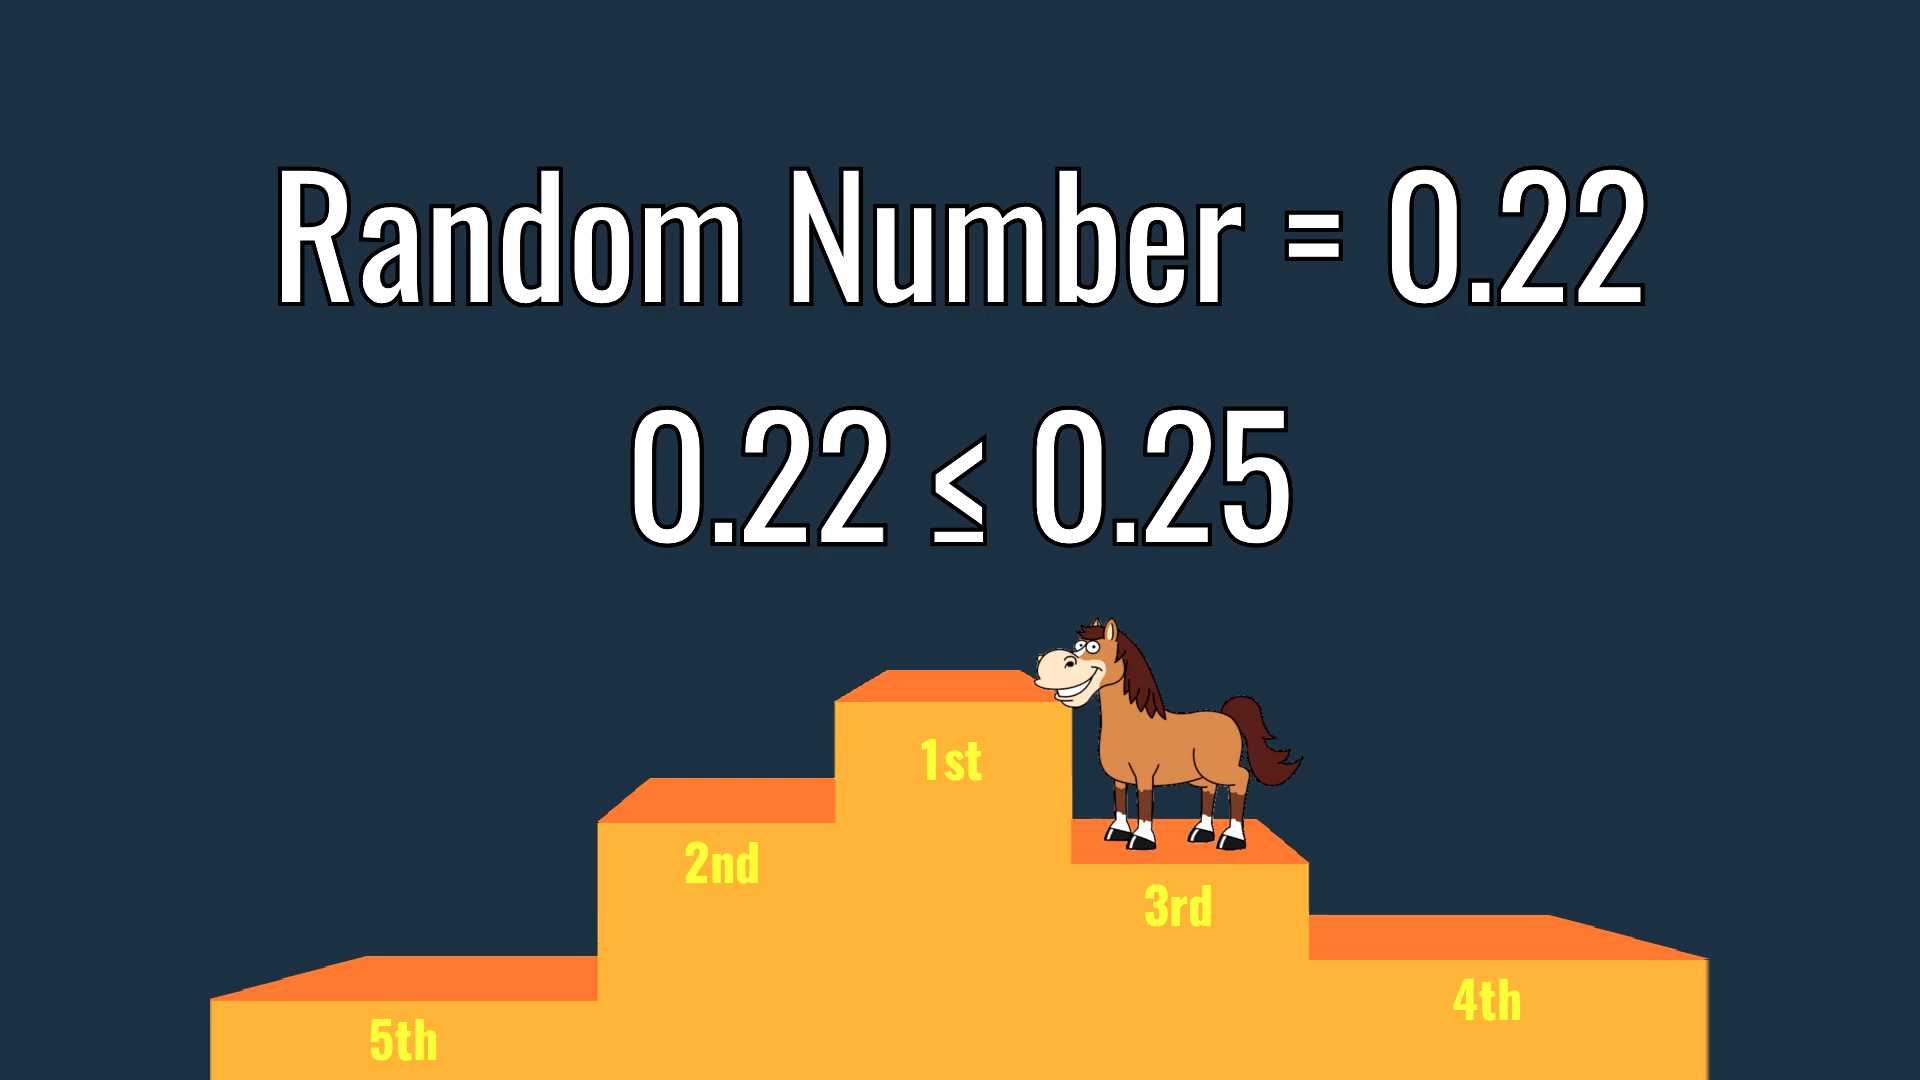 Random Number = 0.22
0.22 ≤ 0.25
1st
2nd
3rd
4th
5th